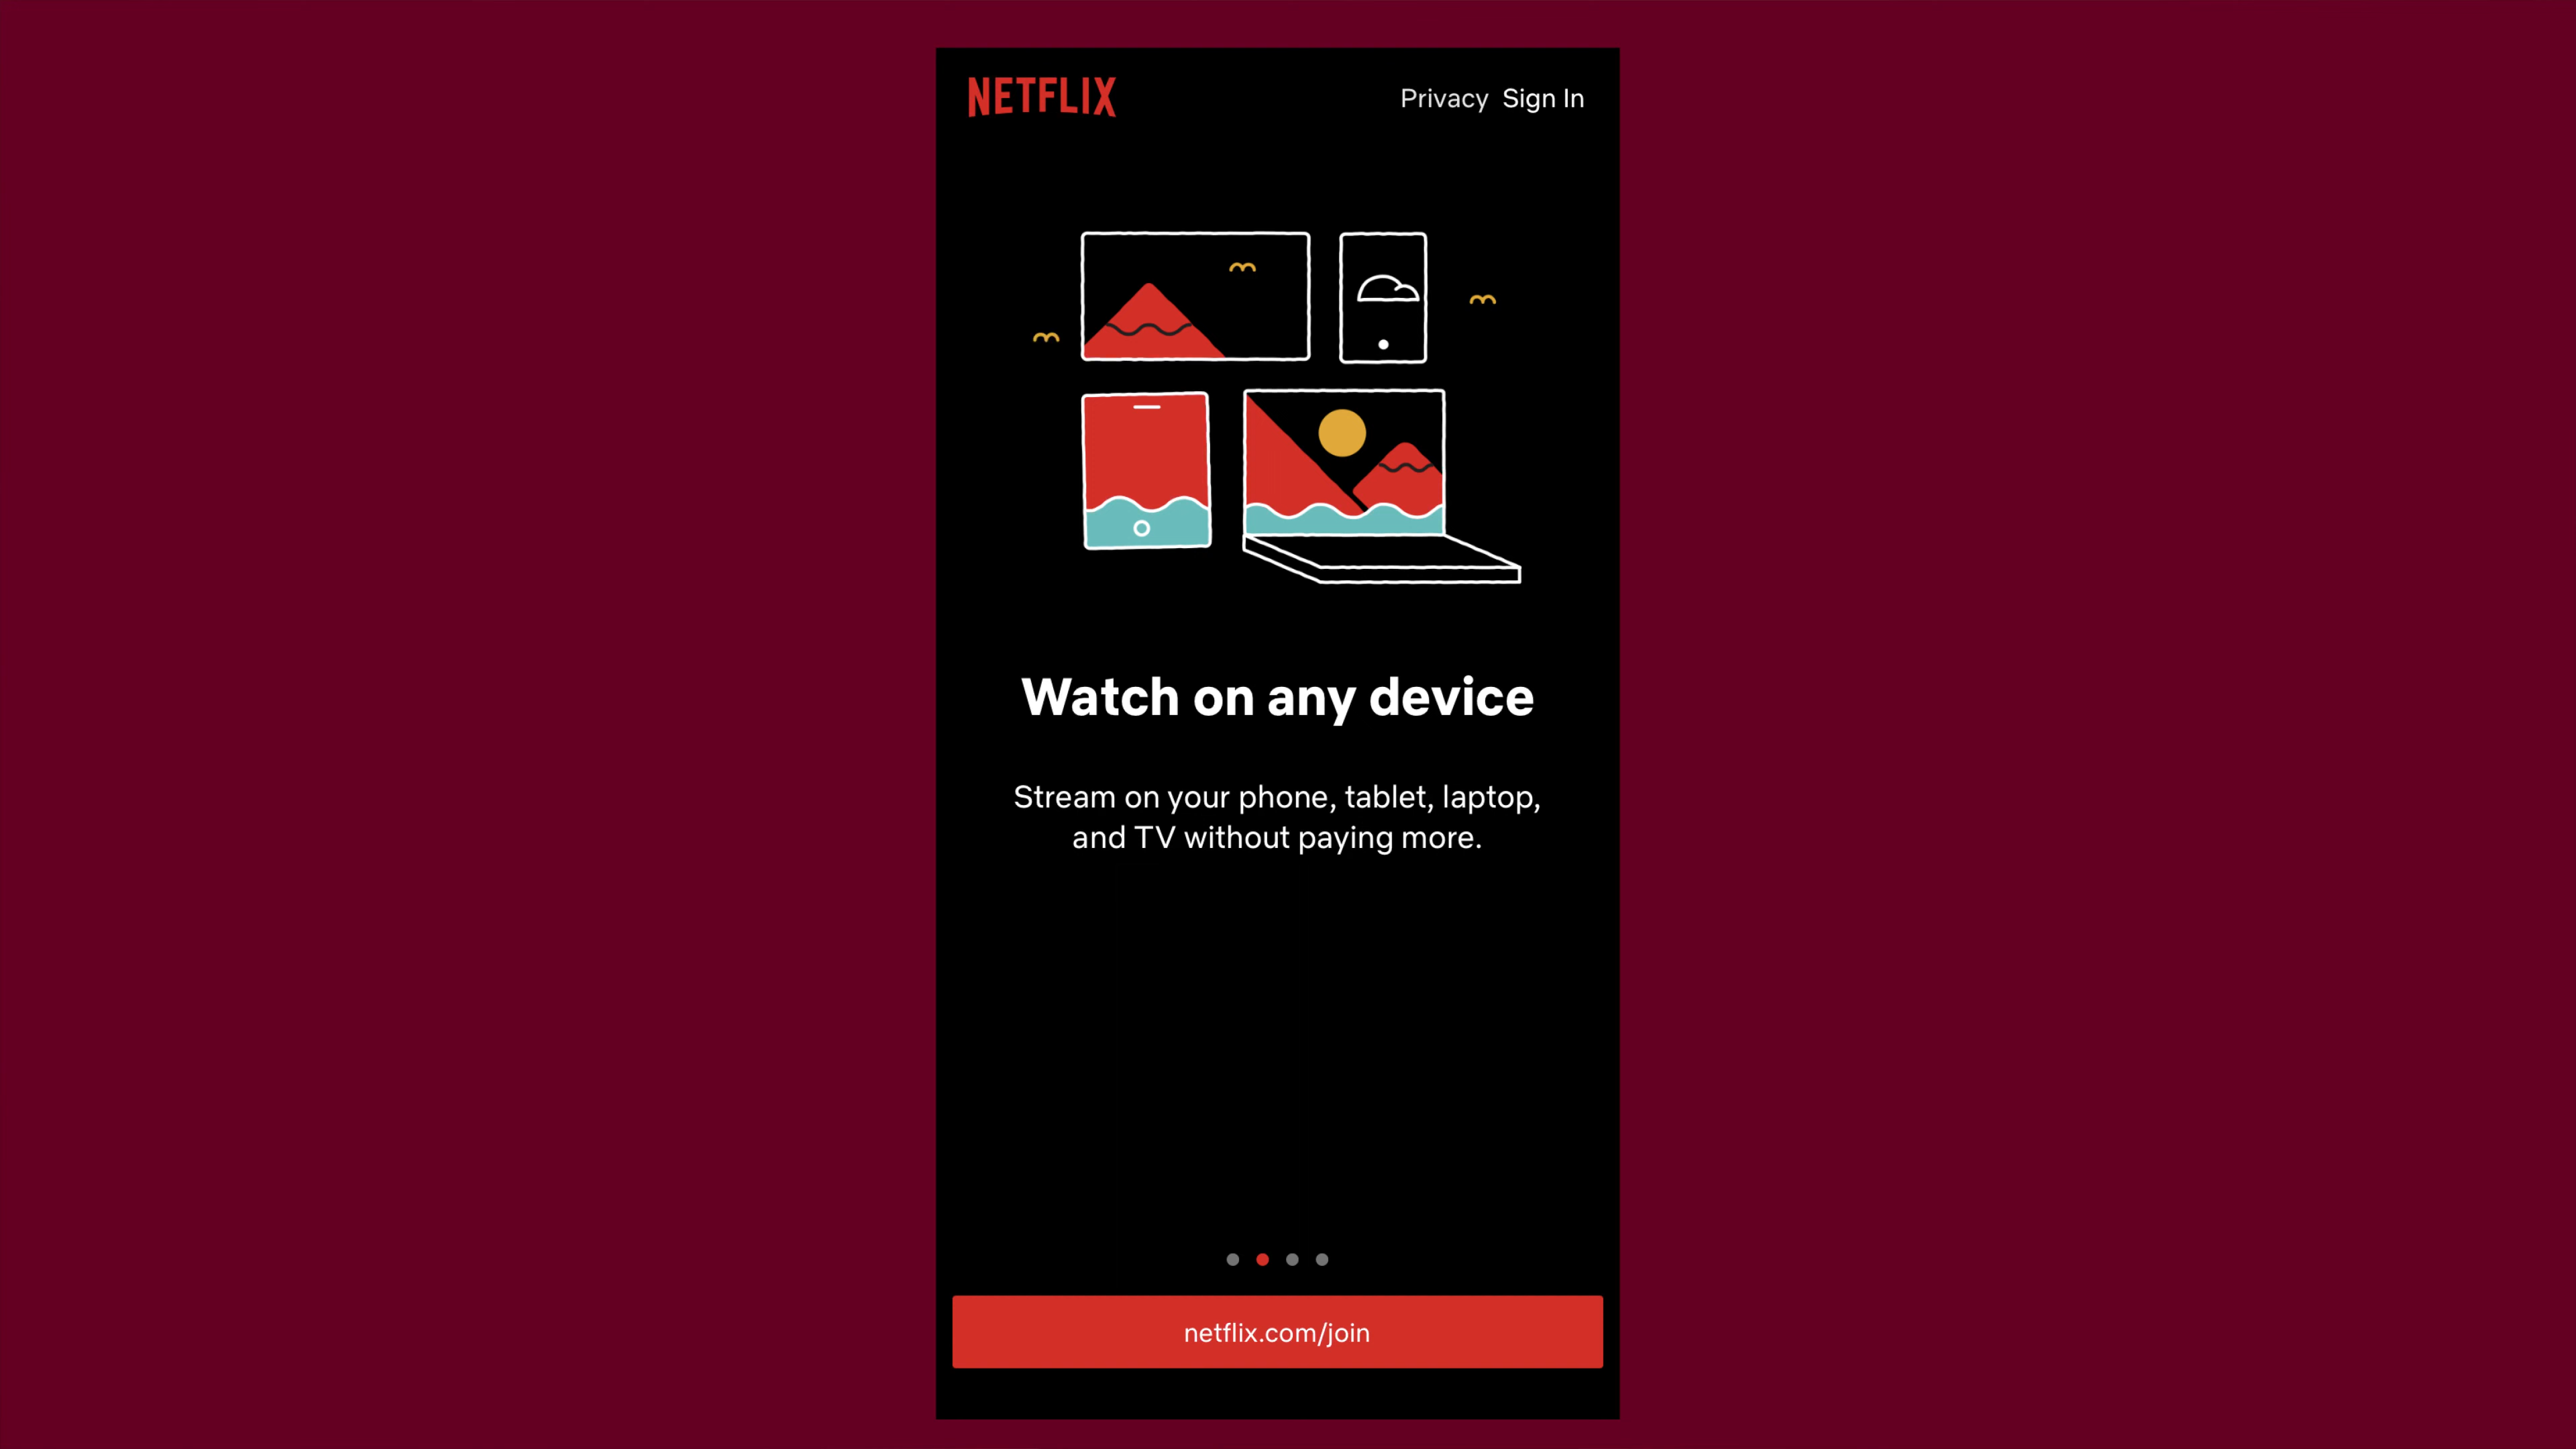 NETFLIX
Privacy Sign In
Watch on any device
Stream on your phone, tablet, laptop,
and TV without paying more.
netflix.com/join